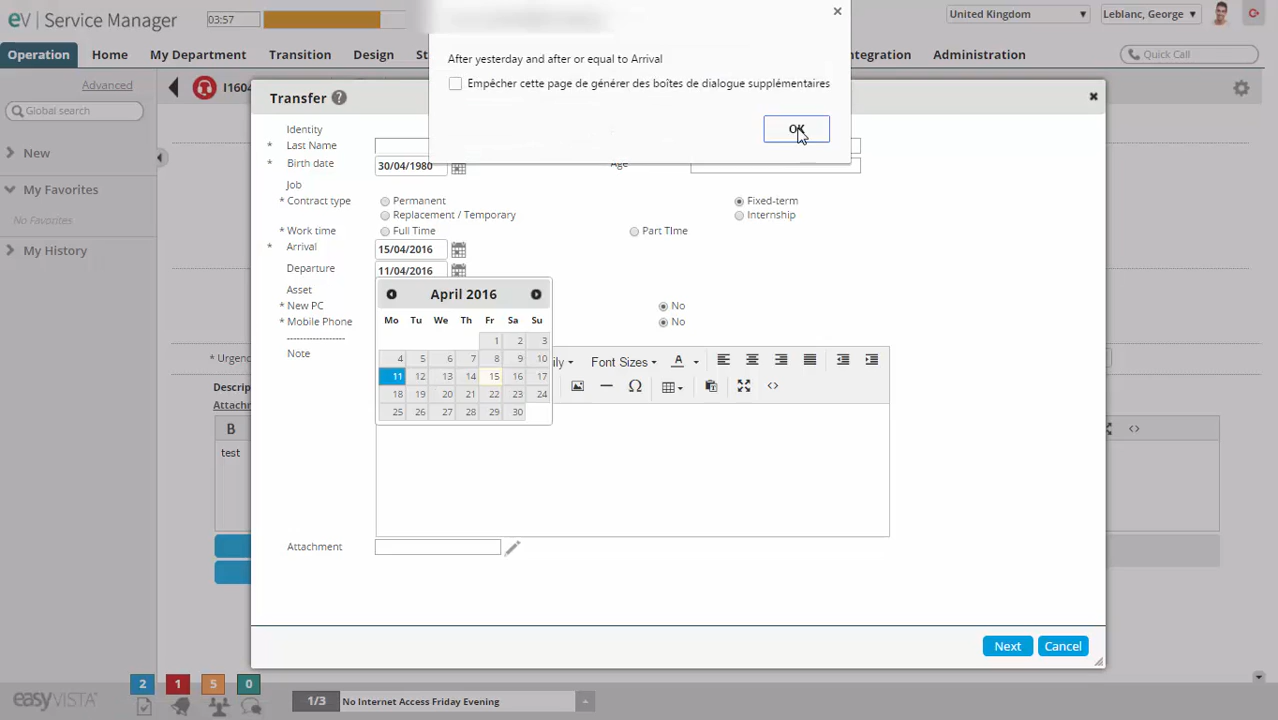 eV | Service Manager 03:57 United Kingdom ▼ Leblanc, George ▼
Operation Home My Department Transition Design Administration Quick Call
After yesterday and after or equal to Arrival
Empêcher cette page de générer des boîtes de dialogue supplémentaires
OK
Advanced
Global search
New
My Favorites
No Favorites
My History
Transfer ?
Identity
* Last Name
* Birth date 30/04/1980 Age
Job
* Contract type Permanent Fixed-term
Replacement / Temporary Internship
* Work time Full Time Part TIme
* Arrival 15/04/2016
Departure 11/04/2016
Asset
* New PC No
* Mobile Phone No
------------------
Note
April 2016
Mo Tu We Th Fr Sa Su
1 2 3
4 5 6 7 8 9 10
11 12 13 14 15 16 17
18 19 20 21 22 23 24
25 26 27 28 29 30
Font Sizes A
* Urgen
Descrip
Attachm
B
test
Attachment
Next Cancel
2 1 5 0
easyVISTA
1/3 No Internet Access Friday Evening